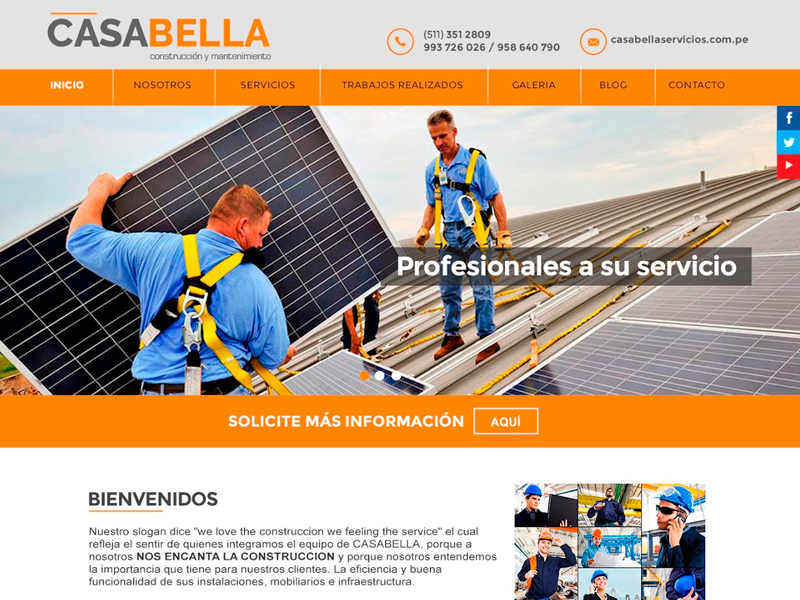 CASABELLA
construcción y mantenimiento
(511) 351 2809
993 726 026 / 958 640 790
casabellaservicios.com.pe
INICIO
NOSOTROS
SERVICIOS
TRABAJOS REALIZADOS
GALERIA
BLOG
CONTACTO
Profesionales a su servicio
SOLICITE MÁS INFORMACIÓN
AQUÍ
BIENVENIDOS
Nuestro slogan dice "we love the construccion we feeling the service" el cual
refleja el sentir de quienes integramos el equipo de CASABELLA, porque a
nosotros NOS ENCANTA LA CONSTRUCCION y porque nosotros entendemos
la importancia que tiene para nuestros clientes. La eficiencia y buena
funcionalidad de sus instalaciones, mobiliarios e infraestructura.